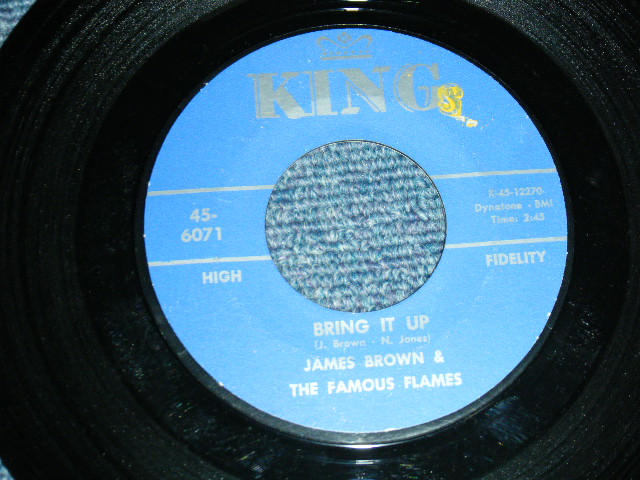 KING
45-
6071
K-45-12270-
Dynatone - BMI
Time: 2:45
HIGH
FIDELITY
BRING IT UP
(J. Brown - N. Jones)
JAMES BROWN &
THE FAMOUS FLAMES